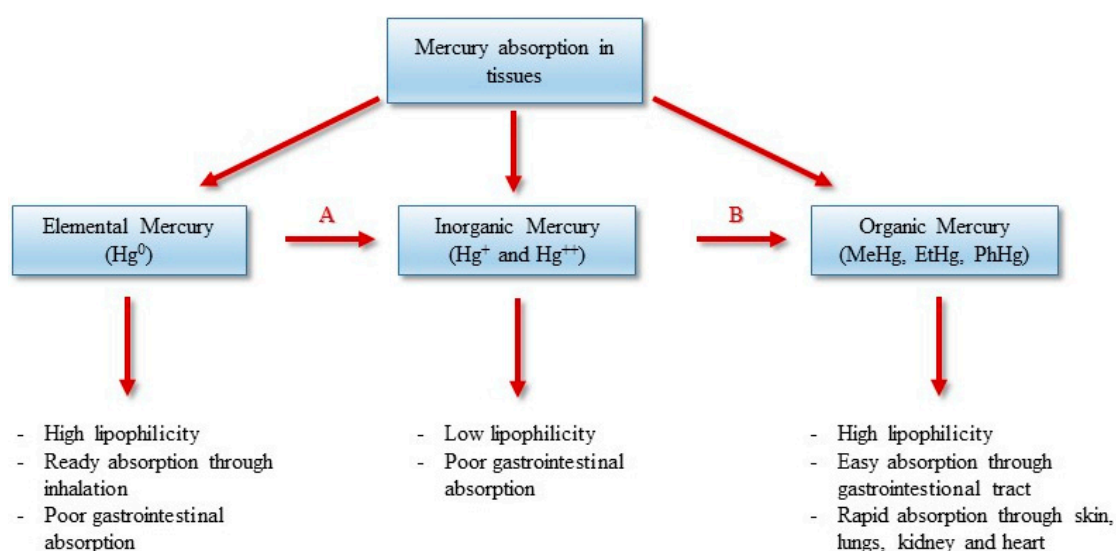 Mercury absorption in
tissues
Elemental Mercury
(Hg⁰)
A
Inorganic Mercury
(Hg⁺ and Hg⁺⁺)
B
Organic Mercury
(MeHg, EtHg, PhHg)
- High lipophilicity
- Ready absorption through
inhalation
- Poor gastrointestinal
absorption
- Low lipophilicity
- Poor gastrointestinal
absorption
- High lipophilicity
- Easy absorption through
gastrointestional tract
- Rapid absorption through skin,
lungs, kidney and heart